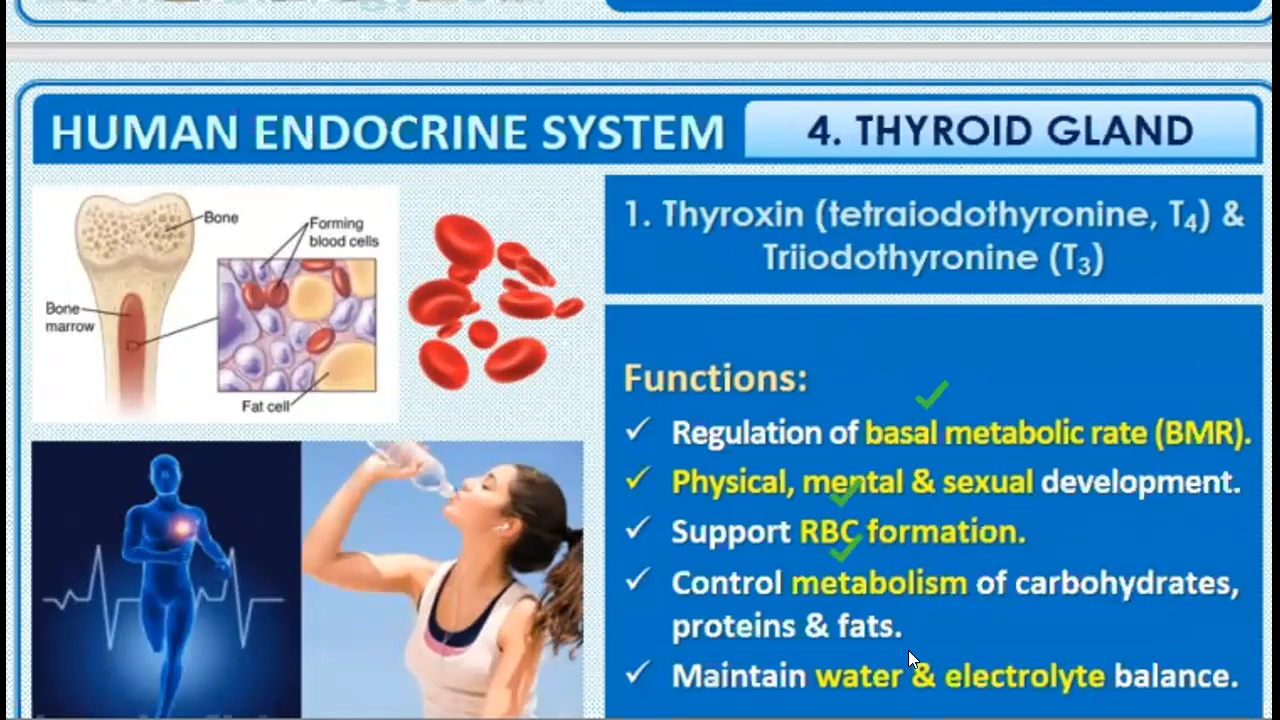 HUMAN ENDOCRINE SYSTEM
4. THYROID GLAND
Bone
Forming
blood cells
Bone
marrow
Fat cell
1. Thyroxin (tetraiodothyronine, T₄) &
Triiodothyronine (T₃)
Functions:
✓ Regulation of basal metabolic rate (BMR).
✓ Physical, mental & sexual development.
✓ Support RBC formation.
✓ Control metabolism of carbohydrates,
proteins & fats.
✓ Maintain water & electrolyte balance.